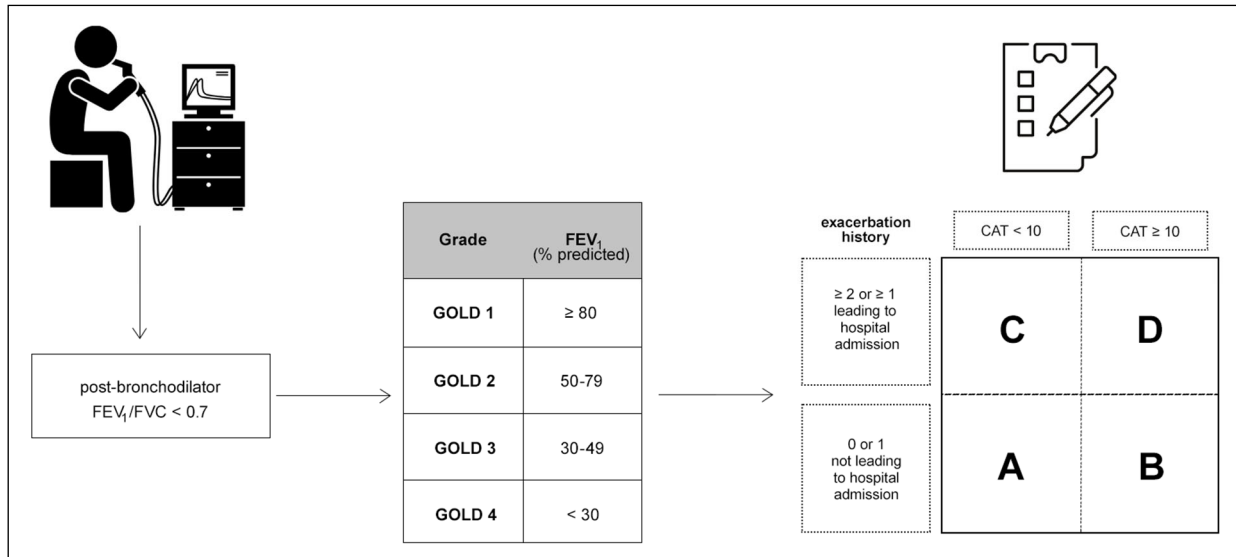 post-bronchodilator
FEV₁/FVC < 0.7
Grade
FEV₁
(% predicted)
GOLD 1
≥ 80
GOLD 2
50-79
GOLD 3
30-49
GOLD 4
< 30
exacerbation
history
CAT < 10
CAT ≥ 10
≥ 2 or ≥ 1
leading to
hospital
admission
C
D
0 or 1
not leading
to hospital
admission
A
B